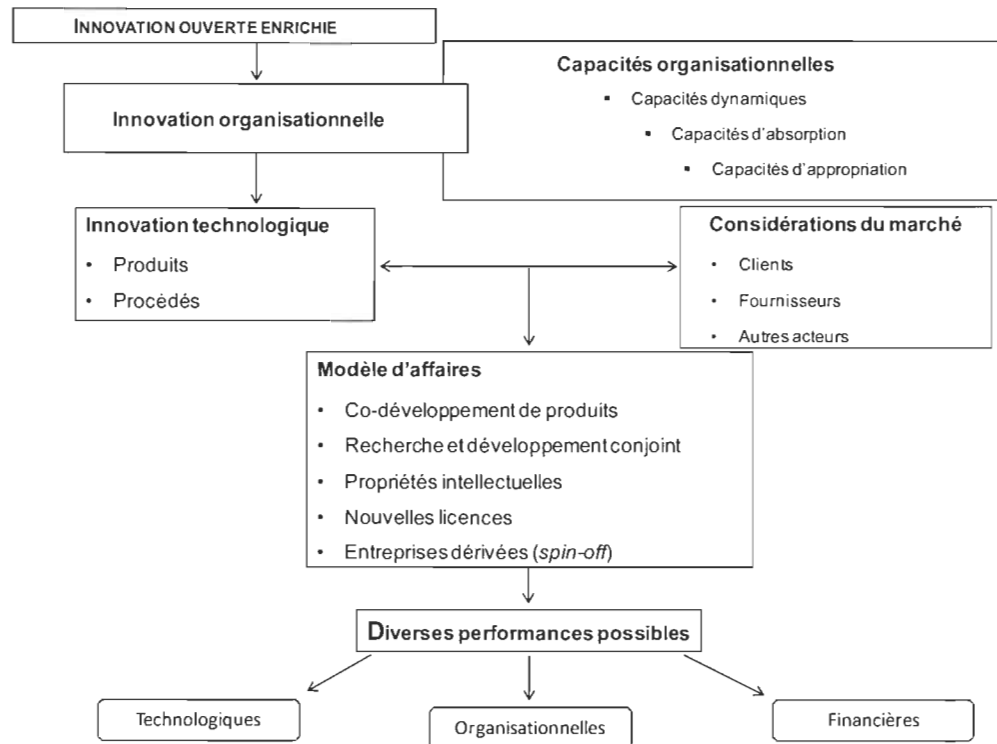 INNOVATION OUVERTE ENRICHIE
Capacités organisationnelles
▪ Capacités dynamiques
▪ Capacités d'absorption
▪ Capacités d'appropriation
Innovation organisationnelle
Innovation technologique
• Produits
• Procédés
Considérations du marché
• Clients
• Fournisseurs
• Autres acteurs
Modèle d'affaires
• Co-développement de produits
• Recherche et développement conjoint
• Propriétés intellectuelles
• Nouvelles licences
• Entreprises dérivées (spin-off)
Diverses performances possibles
Technologiques
Organisationnelles
Financières